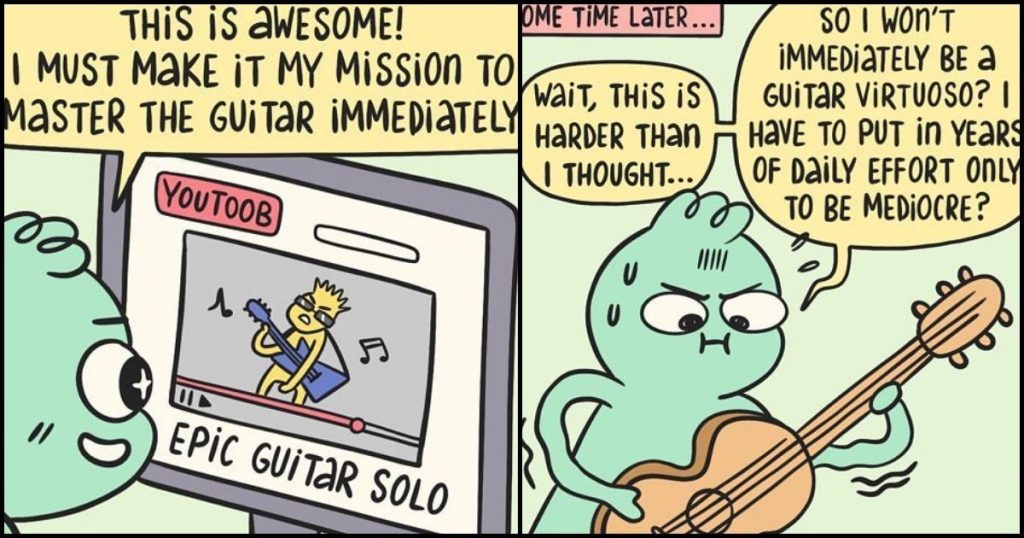 THIS IS AWESOME!
I MUST MAKE IT MY MISSION TO
MASTER THE GUITAR IMMEDIATELY
YOUTOOB
EPIC GUITAR SOLO
OME TIME LATER...
WAIT, THIS IS
HARDER THAN
I THOUGHT...
SO I WON'T
IMMEDIATELY BE A
GUITAR VIRTUOSO? I
HAVE TO PUT IN YEARS
OF DAILY EFFORT ONLY
TO BE MEDIOCRE?